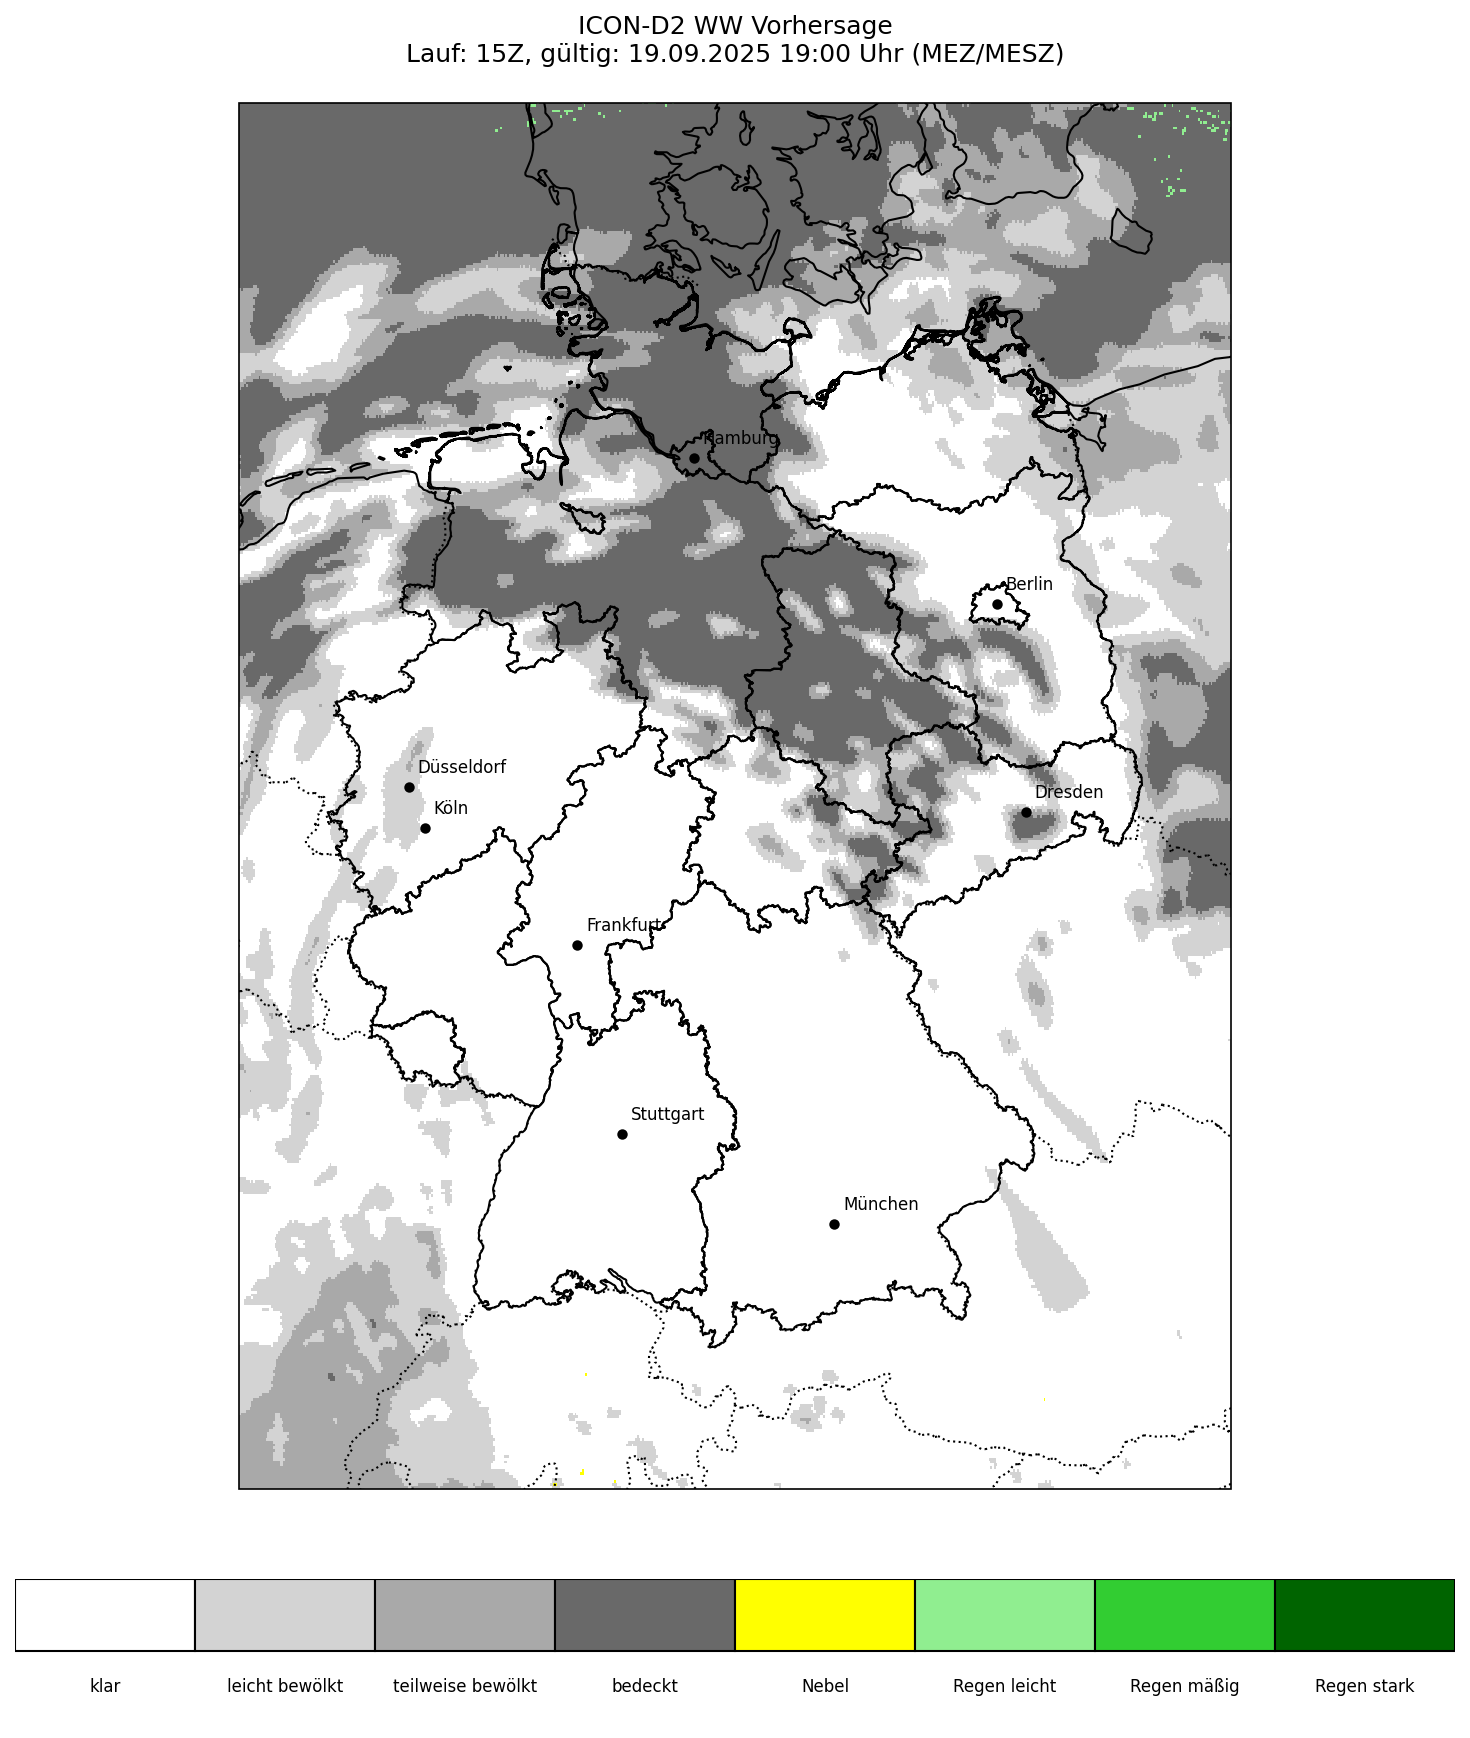 ICON-D2 WW Vorhersage
Lauf: 15Z, gültig: 19.09.2025 19:00 Uhr (MEZ/MESZ)
Hamburg
Berlin
Düsseldorf
Dresden
Köln
Frankfurt
Stuttgart
München
klar
leicht bewölkt
teilweise bewölkt
bedeckt
Nebel
Regen leicht
Regen mäßig
Regen stark